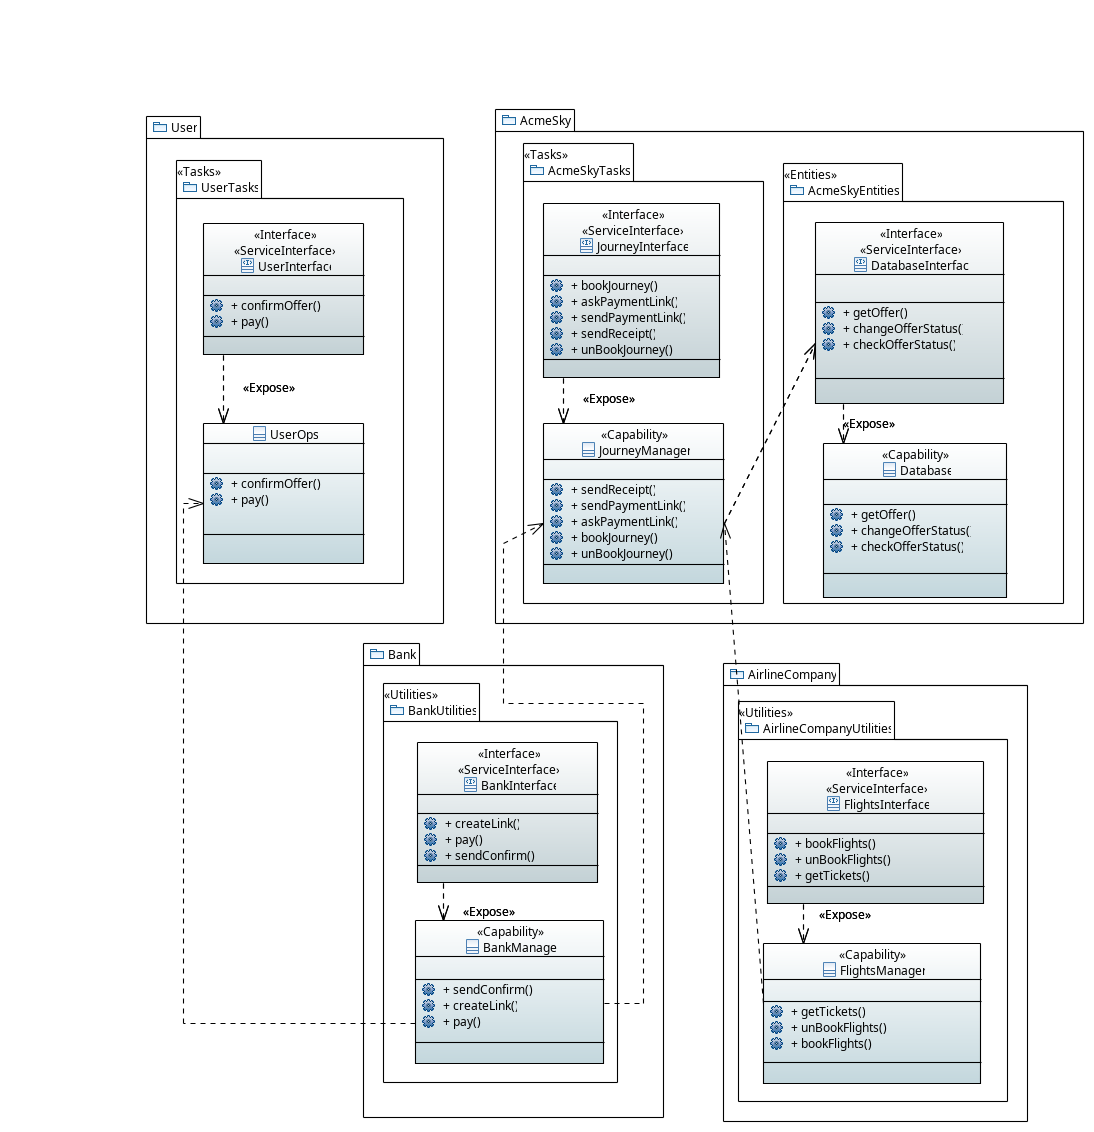 User
«Tasks»
UserTasks
«Interface»
«ServiceInterface›
UserInterface
+ confirmOffer()
+ pay()
«Expose»
UserOps
+ confirmOffer()
+ pay()
AcmeSky
«Tasks»
AcmeSkyTasks
«Interface»
«ServiceInterface›
JourneyInterface
+ bookJourney()
+ askPaymentLink()
+ sendPaymentLink()
+ sendReceipt()
+ unBookJourney()
«Expose»
«Capability»
JourneyManager
+ sendReceipt()
+ sendPaymentLink()
+ askPaymentLink()
+ bookJourney()
+ unBookJourney()
«Entities»
AcmeSkyEntities
«Interface»
«ServiceInterface›
DatabaseInterfac
+ getOffer()
+ changeOfferStatus(
+ checkOfferStatus()
«Expose»
«Capability»
Database
+ getOffer()
+ changeOfferStatus(
+ checkOfferStatus()
Bank
«Utilities»
BankUtilities
«Interface»
«ServiceInterface›
BankInterface
+ createLink()
+ pay()
+ sendConfirm()
«Expose»
«Capability»
BankManage
+ sendConfirm()
+ createLink()
+ pay()
AirlineCompany
«Utilities»
AirlineCompanyUtilities
«Interface»
«ServiceInterface›
FlightsInterface
+ bookFlights()
+ unBookFlights()
+ getTickets()
«Expose»
«Capability»
FlightsManager
+ getTickets()
+ unBookFlights()
+ bookFlights()